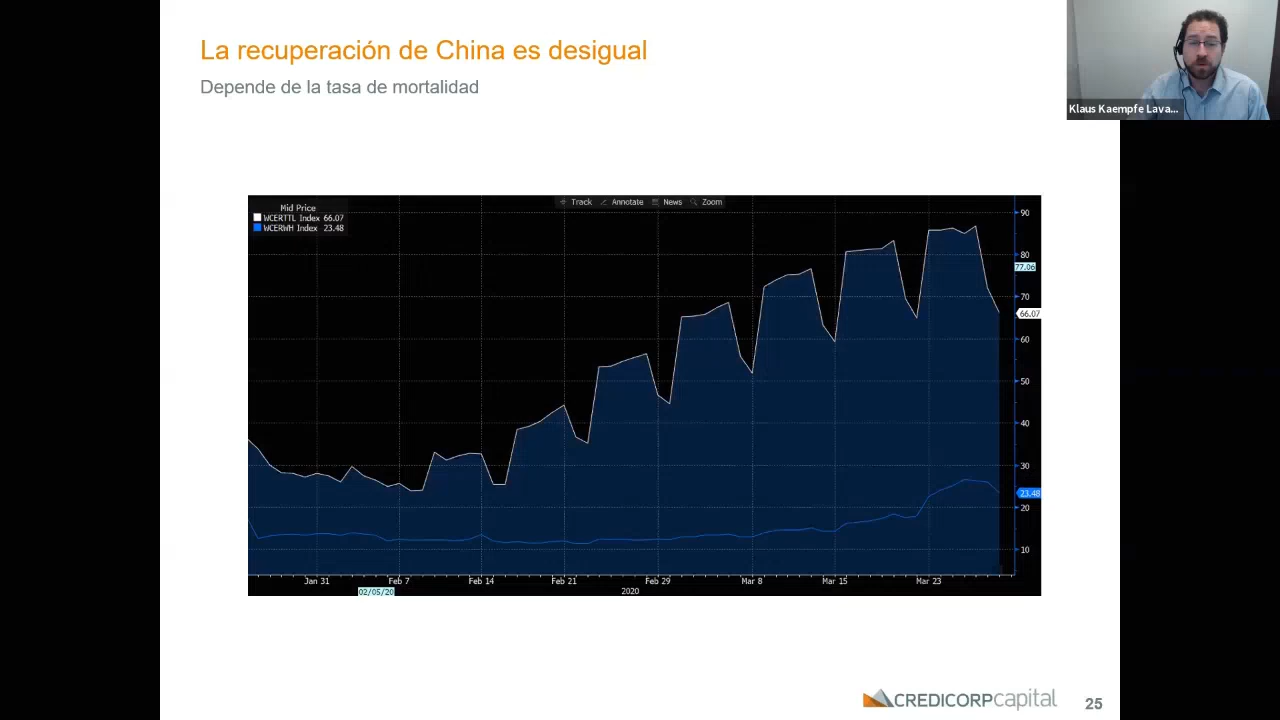 La recuperación de China es desigual
Depende de la tasa de mortalidad
Klaus Kaempfe Lava...
Track Annotate News Zoom
Mid Price
WCERTTL Index 66.07
WCERWH Index 23.48
90
80
77.06
70
66.07
60
50
40
30
23.48
20
10
Jan 31 Feb 7 Feb 14 Feb 21 Feb 29 Mar 8 Mar 15 Mar 23
02/05/20 2020
CREDICORPcapital
25